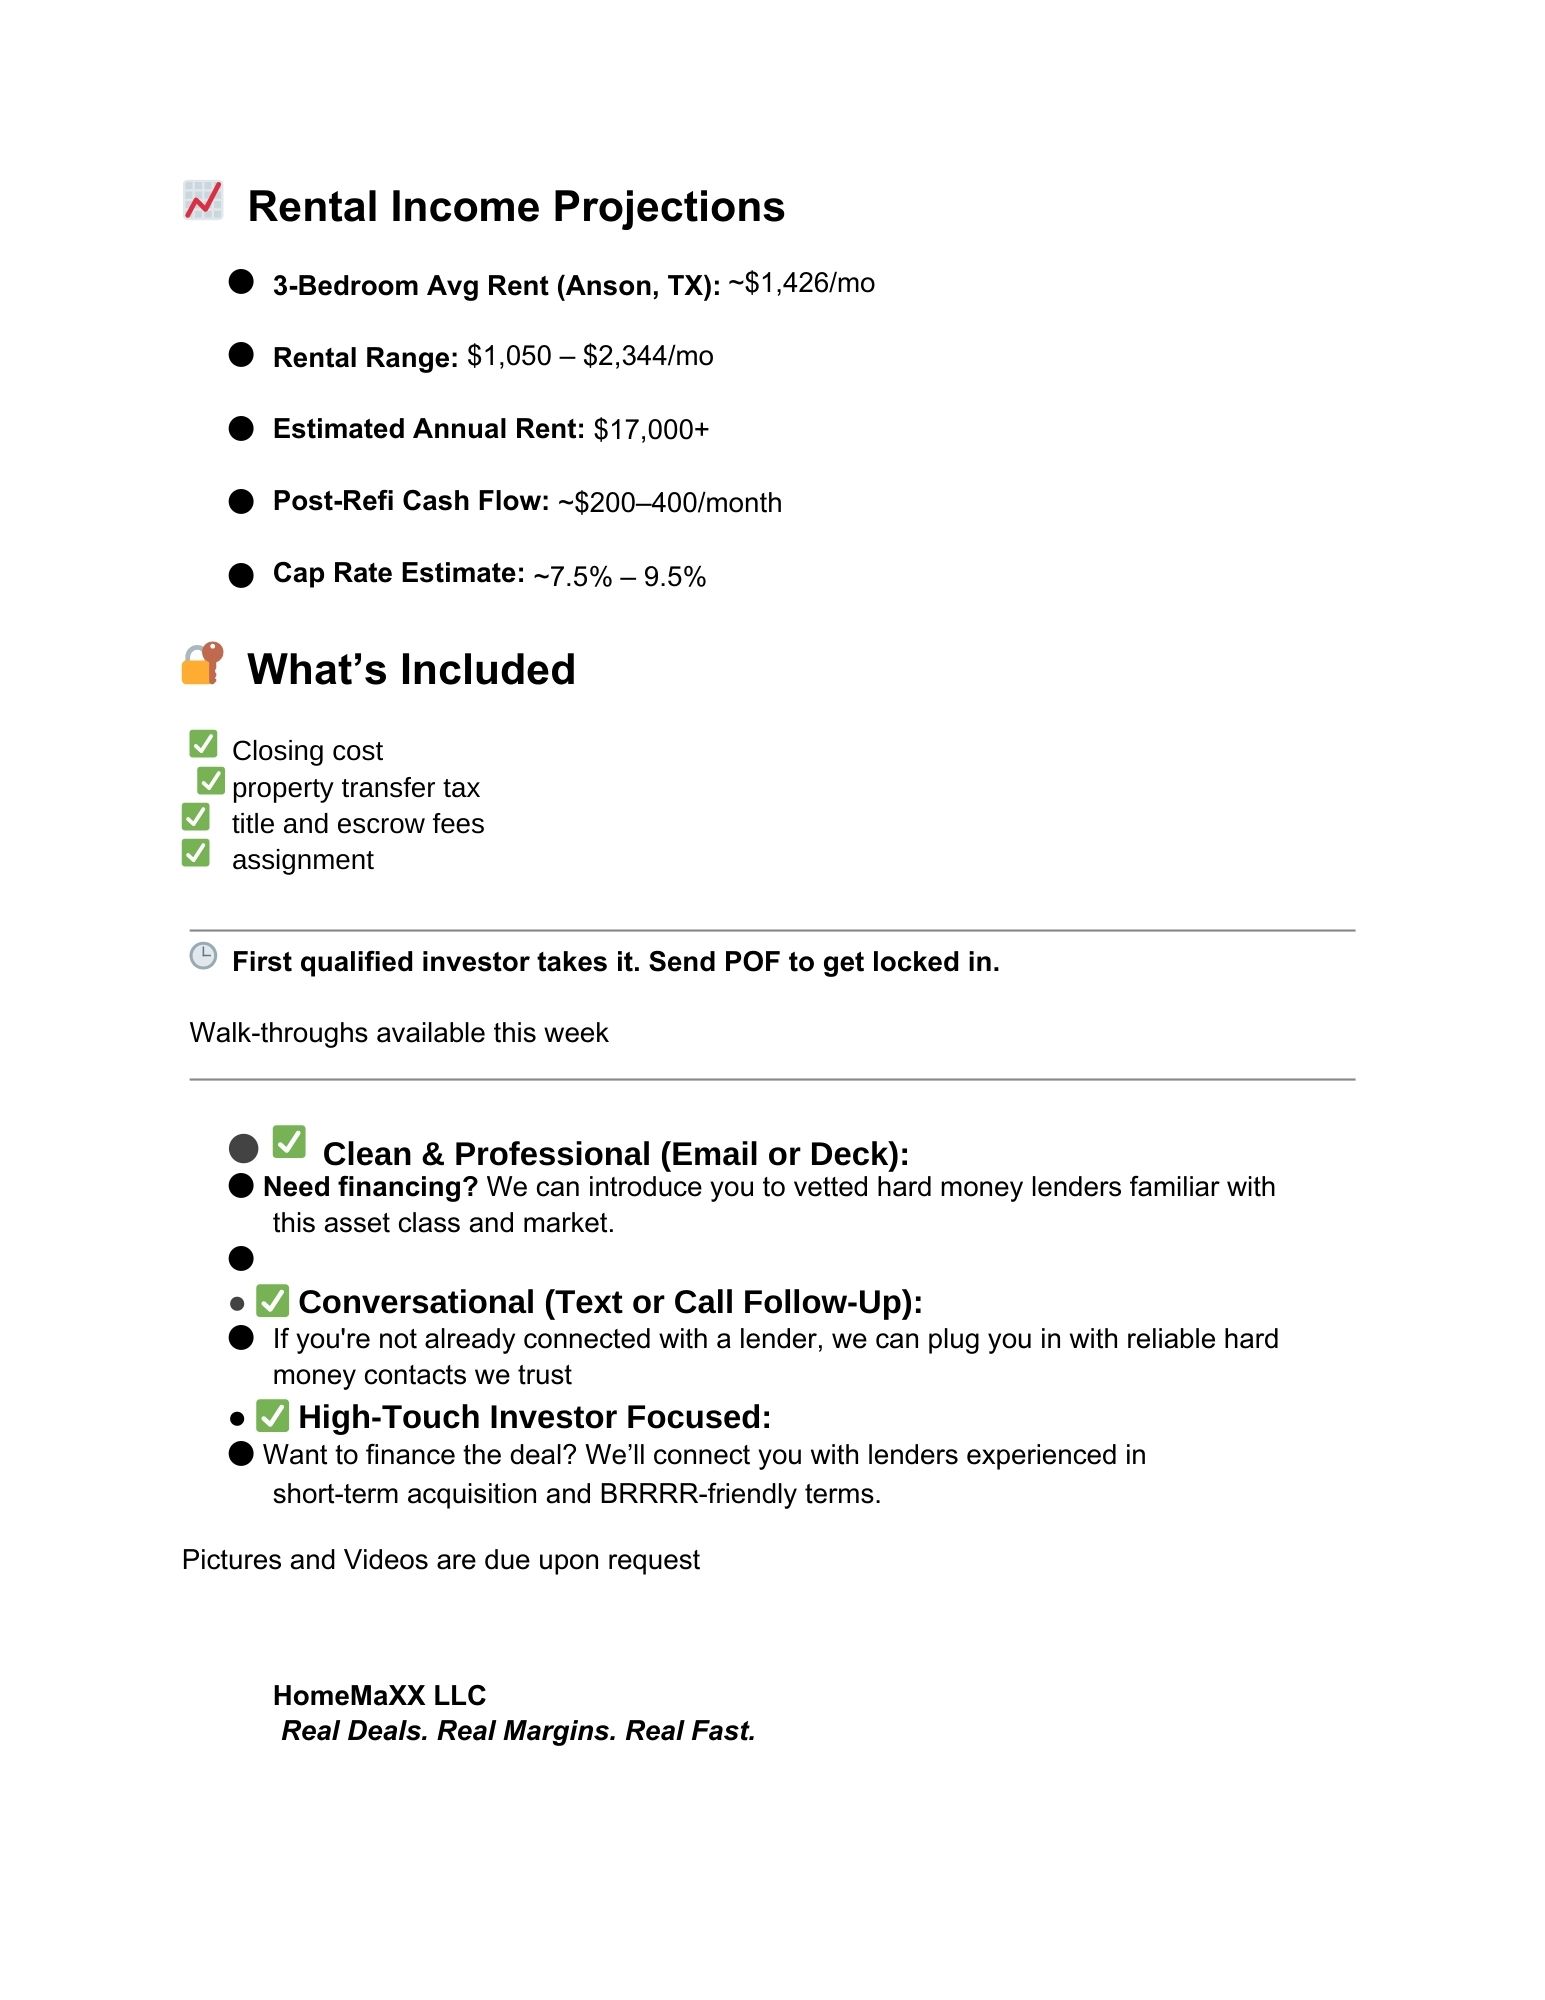 📈 Rental Income Projections
● 3-Bedroom Avg Rent (Anson, TX): ~$1,426/mo
● Rental Range: $1,050 – $2,344/mo
● Estimated Annual Rent: $17,000+
● Post-Refi Cash Flow: ~$200–400/month
● Cap Rate Estimate: ~7.5% – 9.5%
🔐 What’s Included
✅ Closing cost
✅ property transfer tax
✅ title and escrow fees
✅ assignment
🕒 First qualified investor takes it. Send POF to get locked in.
Walk-throughs available this week
● ✅ Clean & Professional (Email or Deck):
● Need financing? We can introduce you to vetted hard money lenders familiar with
this asset class and market.
●
● ✅ Conversational (Text or Call Follow-Up):
● If you're not already connected with a lender, we can plug you in with reliable hard
money contacts we trust
● ✅ High-Touch Investor Focused:
● Want to finance the deal? We’ll connect you with lenders experienced in
short-term acquisition and BRRRR-friendly terms.
Pictures and Videos are due upon request
HomeMaXX LLC
Real Deals. Real Margins. Real Fast.